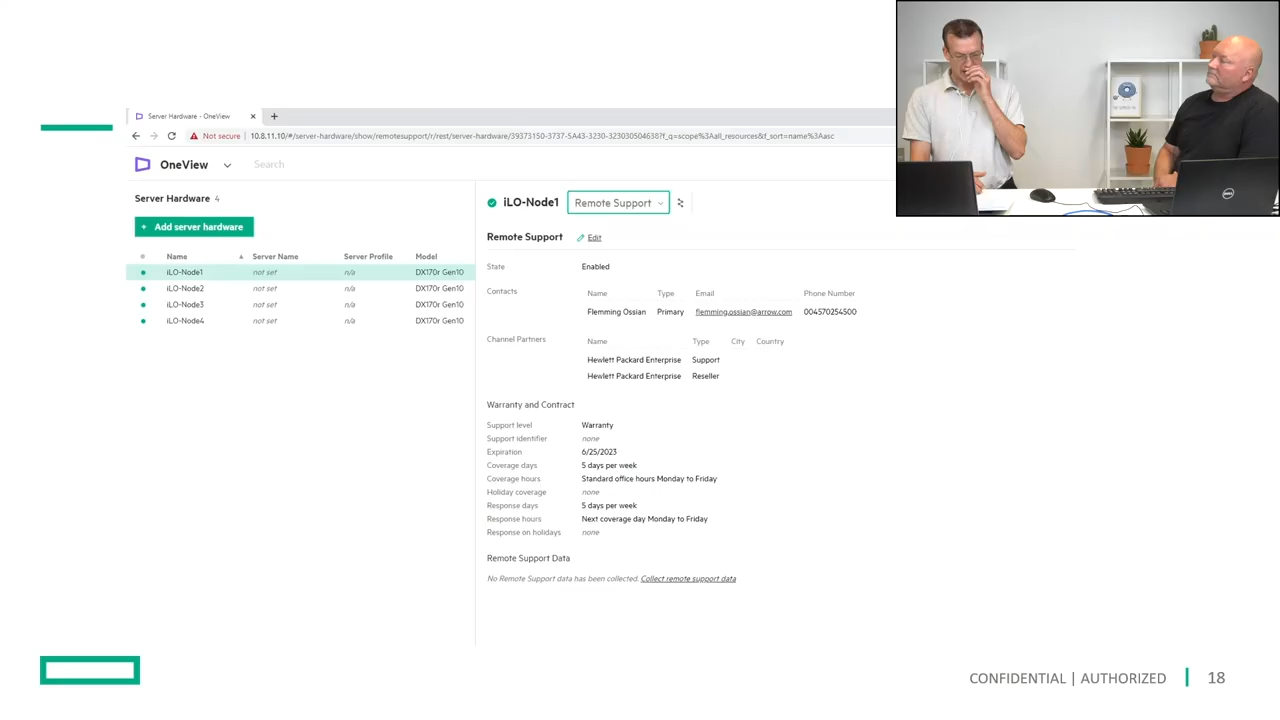 Server Hardware › OneView
Not secure 10.8.11.10/#/server-hardware/show/remotesupport/r/rest/server-hardware/39373150-3737-5A43-3230-323030504638?f_q=scope%3Aall_resources&f_sort=name%3Aasc
OneView Search
Server Hardware 4
+ Add server hardware
Name Server Name Server Profile Model
iLO-Node1 not set n/a DX170r Gen10
iLO-Node2 not set n/a DX170r Gen10
iLO-Node3 not set n/a DX170r Gen10
iLO-Node4 not set n/a DX170r Gen10
iLO-Node1 Remote Support
Remote Support Edit
State Enabled
Contacts Name Type Email Phone Number
Flemming Ossian Primary flemming.ossian@arrow.com 004570254500
Channel Partners Name Type City Country
Hewlett Packard Enterprise Support
Hewlett Packard Enterprise Reseller
Warranty and Contract
Support level Warranty
Support identifier none
Expiration 6/25/2023
Coverage days 5 days per week
Coverage hours Standard office hours Monday to Friday
Holiday coverage none
Response days 5 days per week
Response hours Next coverage day Monday to Friday
Response on holidays none
Remote Support Data
No Remote Support data has been collected. Collect remote support data
DELL
CONFIDENTIAL | AUTHORIZED 18